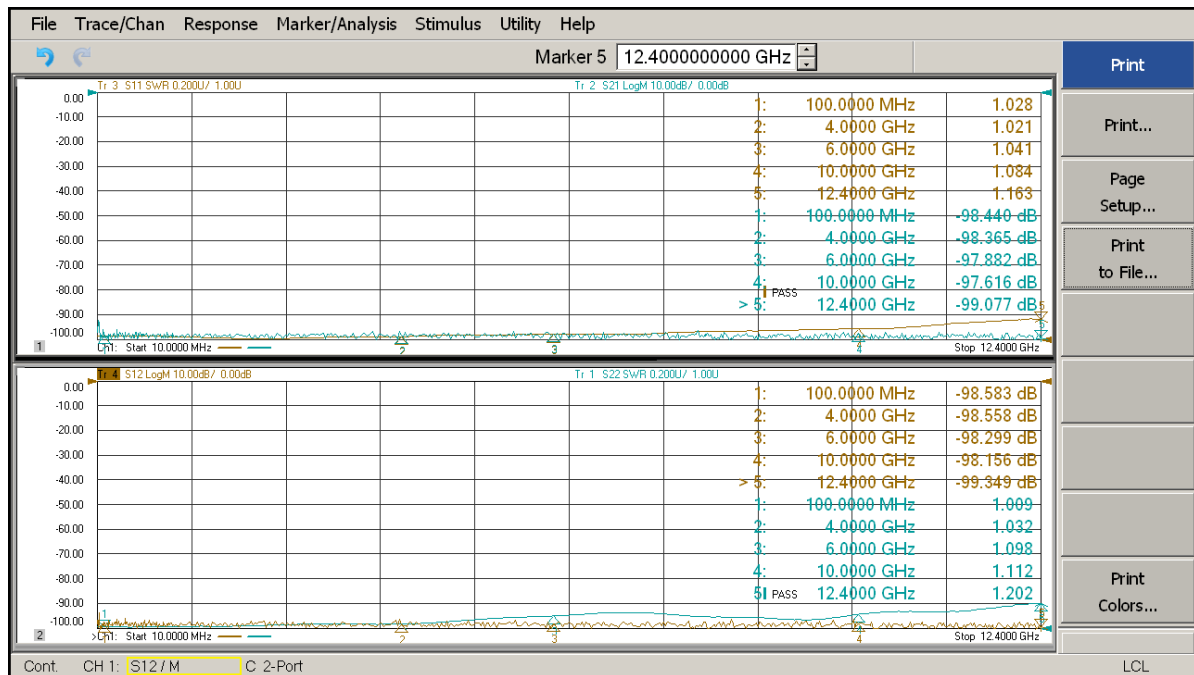 File Trace/Chan Response Marker/Analysis Stimulus Utility Help
Marker 5 12.4000000000 GHz
Print
Print...
Page
Setup...
Print
to File...
Print
Colors...
Tr 3 S11 SWR 0.200U/ 1.00U Tr 2 S21 LogM 10.00dB/ 0.00dB
0.00
-10.00
-20.00
-30.00
-40.00
-50.00
-60.00
-70.00
-80.00
-90.00
-100.00
1: 100.0000 MHz 1.028
2: 4.0000 GHz 1.021
3: 6.0000 GHz 1.041
4: 10.0000 GHz 1.084
5: 12.4000 GHz 1.163
1: 100.0000 MHz -98.440 dB
2: 4.0000 GHz -98.365 dB
3: 6.0000 GHz -97.882 dB
4: 10.0000 GHz -97.616 dB
> 5: 12.4000 GHz -99.077 dB
PASS
5
2
3
4
1 Ch1: Start 10.0000 MHz Stop 12.4000 GHz
Tr 4 S12 LogM 10.00dB/ 0.00dB Tr 1 S22 SWR 0.200U/ 1.00U
0.00
-10.00
-20.00
-30.00
-40.00
-50.00
-60.00
-70.00
-80.00
-90.00
-100.00
1: 100.0000 MHz -98.583 dB
2: 4.0000 GHz -98.558 dB
3: 6.0000 GHz -98.299 dB
4: 10.0000 GHz -98.156 dB
> 5: 12.4000 GHz -99.349 dB
1: 100.0000 MHz 1.009
2: 4.0000 GHz 1.032
3: 6.0000 GHz 1.098
4: 10.0000 GHz 1.112
5 PASS 12.4000 GHz 1.202
1
2
3
4
2 >Ch1: Start 10.0000 MHz Stop 12.4000 GHz
Cont. CH 1: S12 / M C 2-Port LCL